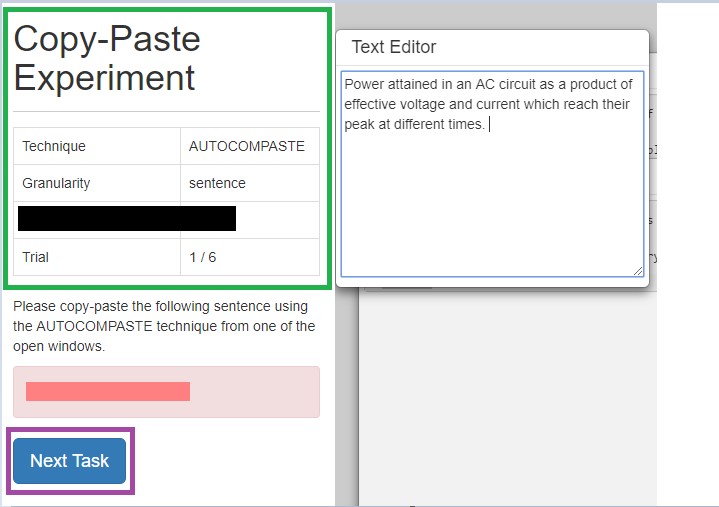 Copy-Paste
Experiment
Technique AUTOCOMPASTE
Granularity sentence
Trial 1 / 6
Please copy-paste the following sentence using
the AUTOCOMPASTE technique from one of the
open windows.
Next Task
Text Editor
Power attained in an AC circuit as a product of
effective voltage and current which reach their
peak at different times.